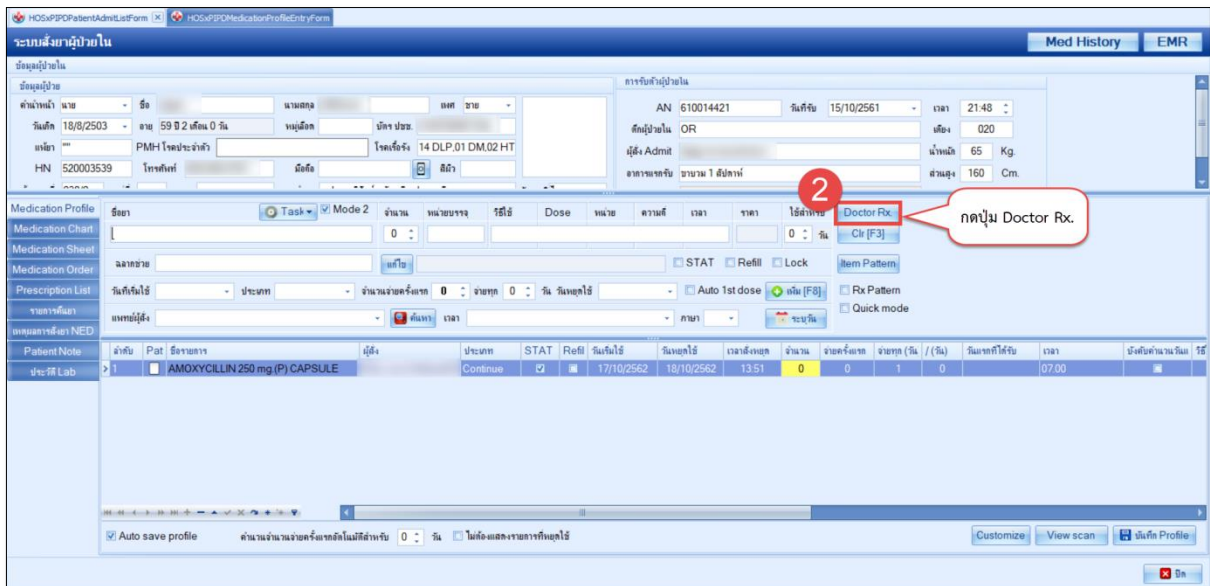 HOSxPIPDPatientAdmitListForm HOSxPIPDMedicationProfileEntryForm
ระบบสั่งยาผู้ป่วยใน Med History EMR
ข้อมูลผู้ป่วยใน
ข้อมูลผู้ป่วย การรับตัวผู้ป่วยใน
คำนำหน้า นาย ชื่อ นามสกุล เพศ ชาย AN 610014421 วันที่รับ 15/10/2561 เวลา 21:48
วันเกิด 18/8/2503 อายุ 59 ปี 2 เดือน 0 วัน หมู่เลือด บัตร ปชช. ตึกผู้ป่วยใน OR เตียง 020
แพ้ยา "" PMH โรคประจำตัว โรคเรื้อรัง 14 DLP,01 DM,02 HT ผู้สั่ง Admit น้ำหนัก 65 Kg.
HN 520003539 โทรศัพท์ มือถือ สีผิว อาการแรกรับ ขาบวม 1 สัปดาห์ ส่วนสูง 160 Cm.
Medication Profile ชื่อยา Task Mode 2 จำนวน หน่วยบรรจุ วิธีใช้ Dose หน่วย ความถี่ เวลา ราคา ใช้สำหรับ Doctor Rx. 2 กดปุ่ม Doctor Rx.
Medication Chart 0 0 วัน Clr [F3]
Medication Sheet
Medication Order ฉลากช่วย แก้ไข STAT Refill Lock Item Pattern
Prescription List วันที่เริ่มใช้ ประเภท จำนวนจ่ายครั้งแรก 0 จ่ายทุก 0 วัน วันหยุดใช้ Auto 1st dose เพิ่ม [F8] Rx Pattern
รายการคืนยา แพทย์ผู้สั่ง ค้นหา เวลา ภาษา ระบุวัน Quick mode
เหตุผลการสั่งยา NED
Patient Note ลำดับ Pat ชื่อรายการ ผู้สั่ง ประเภท STAT Refil วันเริ่มใช้ วันหยุดใช้ เวลาสั่งหยุด จำนวน จ่ายครั้งแรก จ่ายทุก (วัน / (วัน) วันแรกที่ได้รับ เวลา บังคับคำนวณวันแ วิธี
ประวัติ Lab 1 AMOXYCILLIN 250 mg.(P) CAPSULE Continue 17/10/2562 18/10/2562 13:51 0 0 1 0 07.00
Auto save profile คำนวนจำนวนจ่ายครั้งแรกอัตโนมัติสำหรับ 0 วัน ไม่ต้องแสดงรายการที่หยุดใช้ Customize View scan บันทึก Profile
ปิด